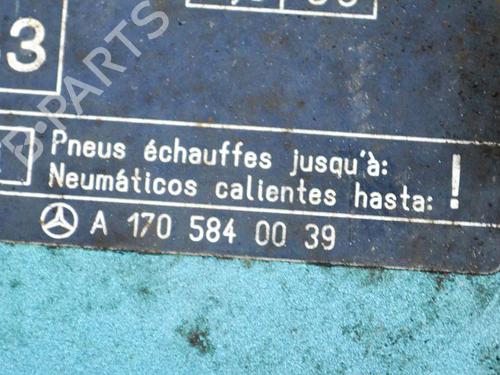 3
B-PARTS
Pneus échauffes jusqu'à:
Neumáticos calientes hasta: !
A 170 584 00 39